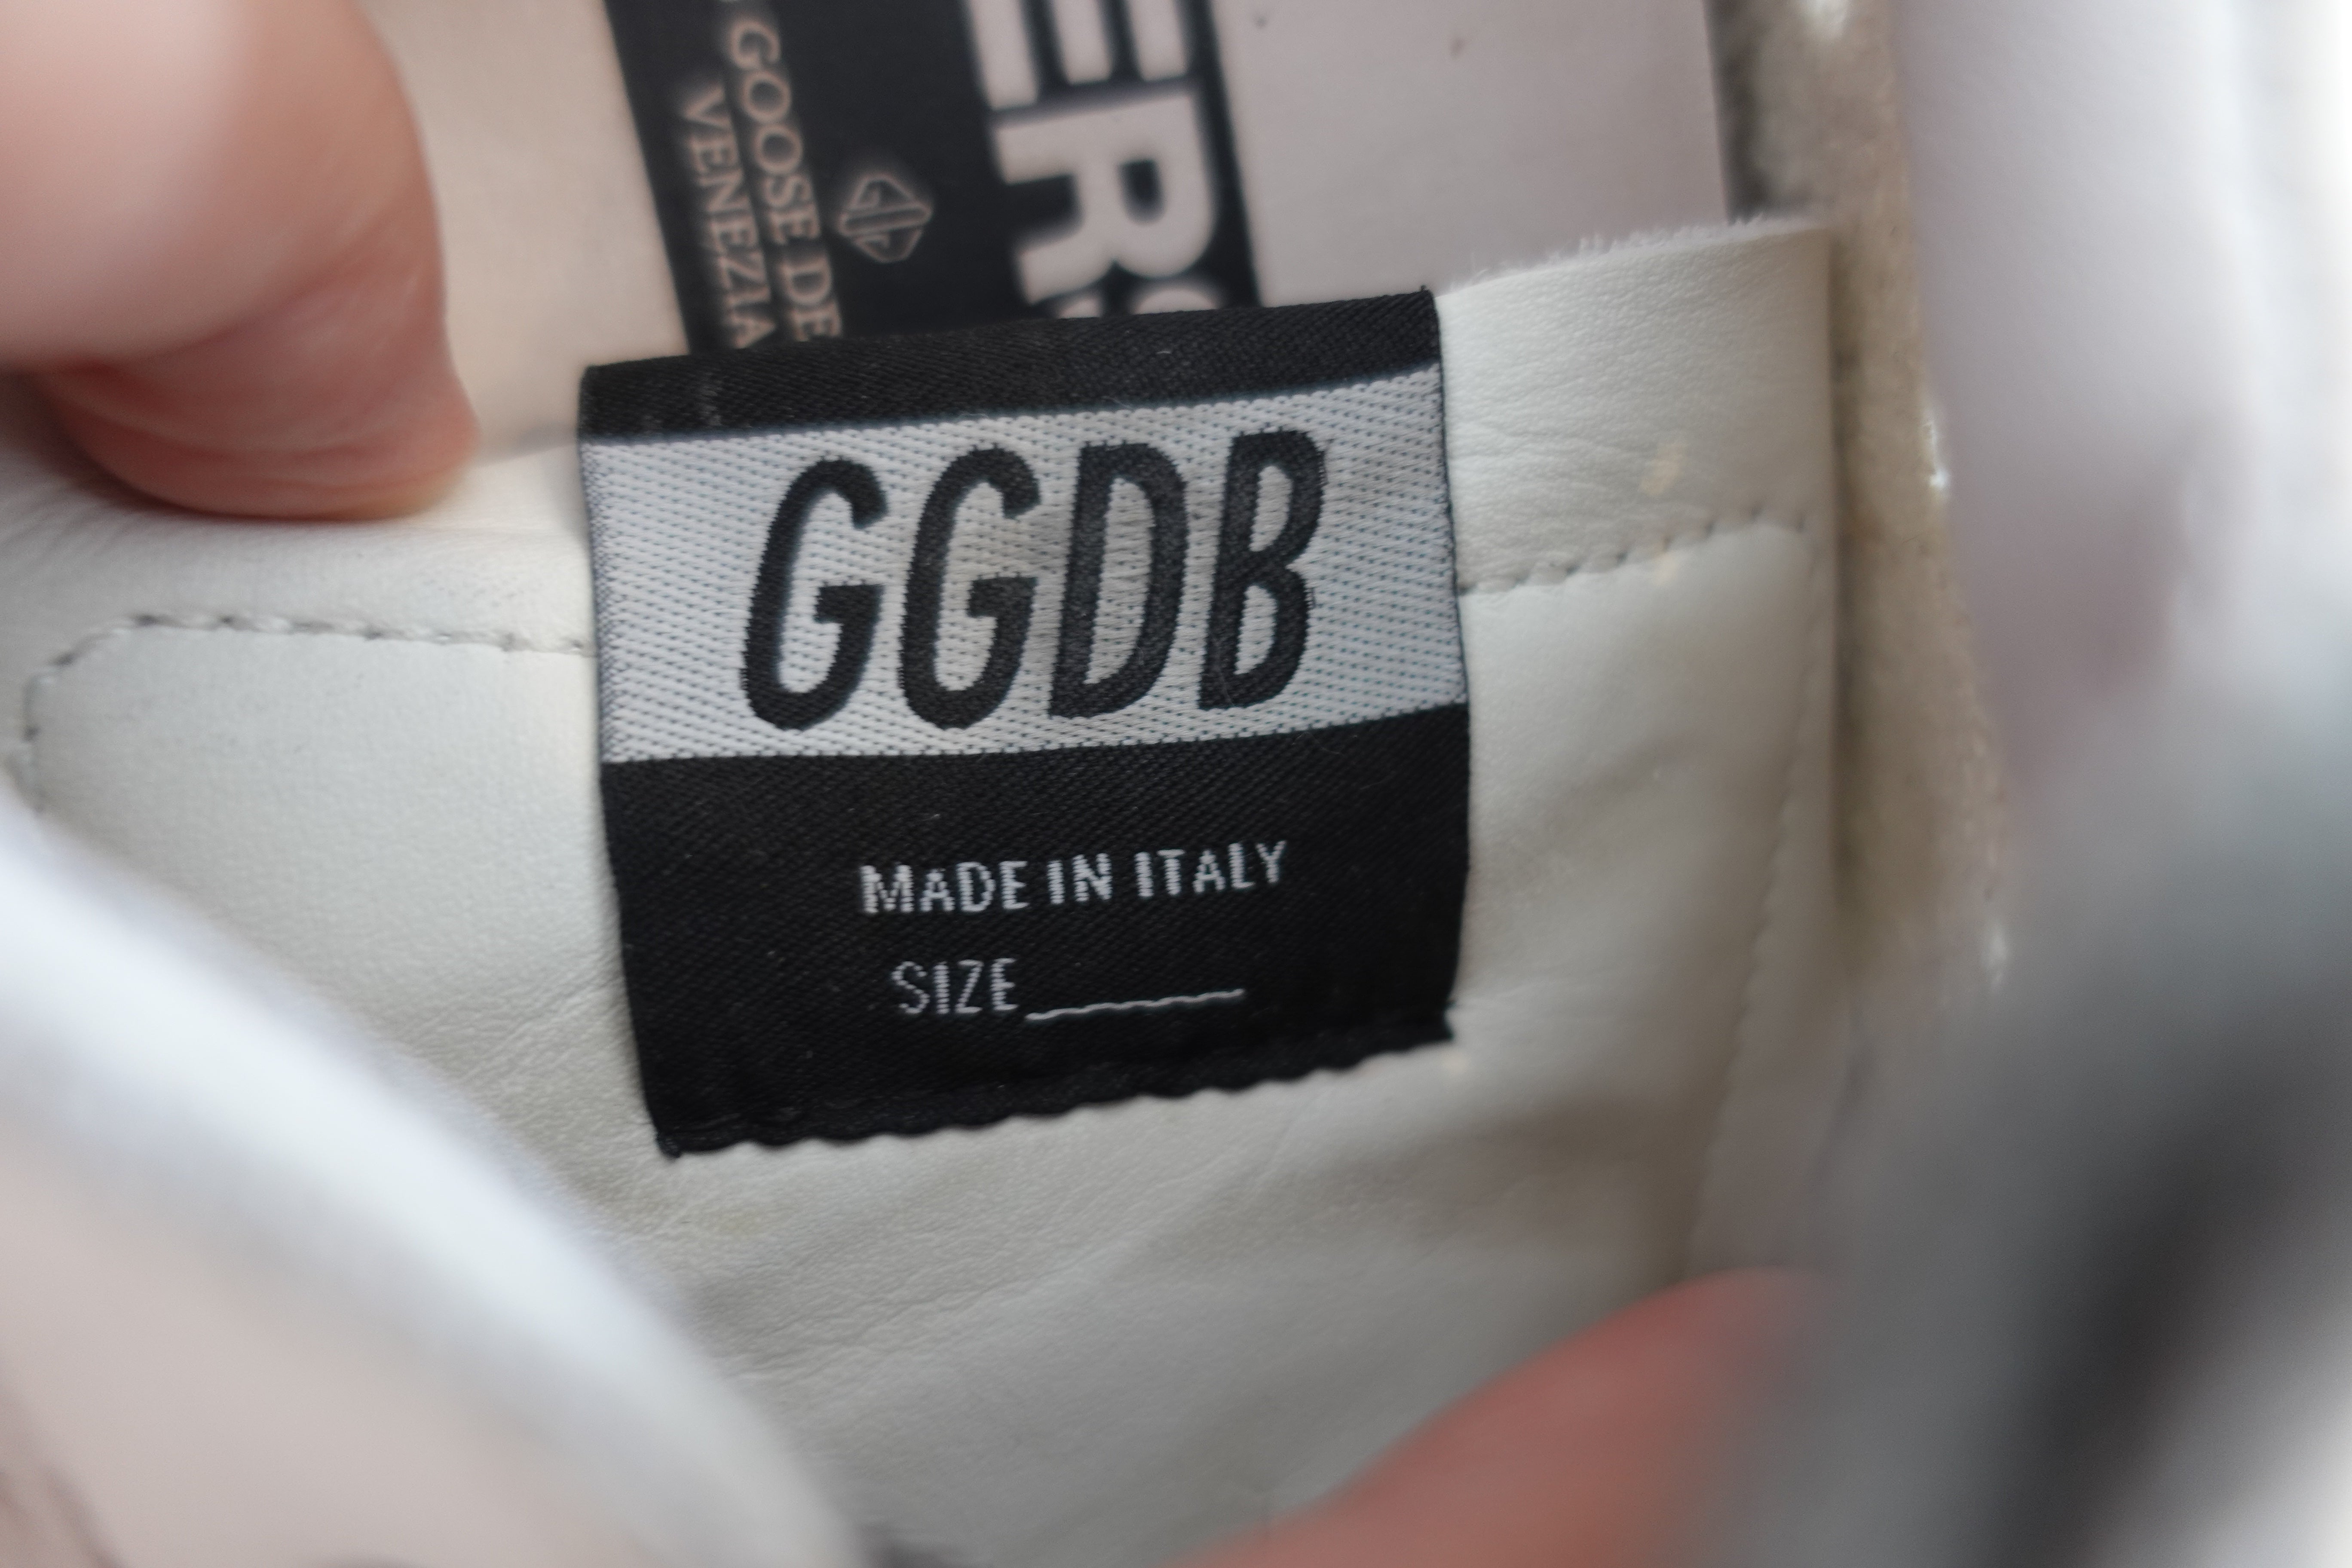 GOOSE DE
VENEZIA
GGDB
MADE IN ITALY
SIZE